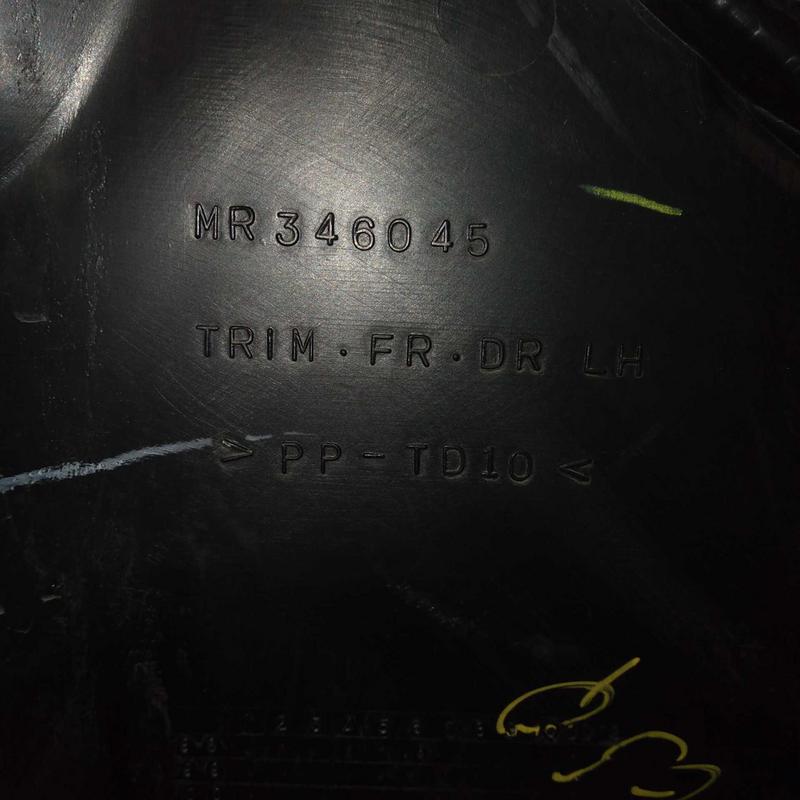 MR346045
TRIM・FR・DR LH
>PP-TD10<